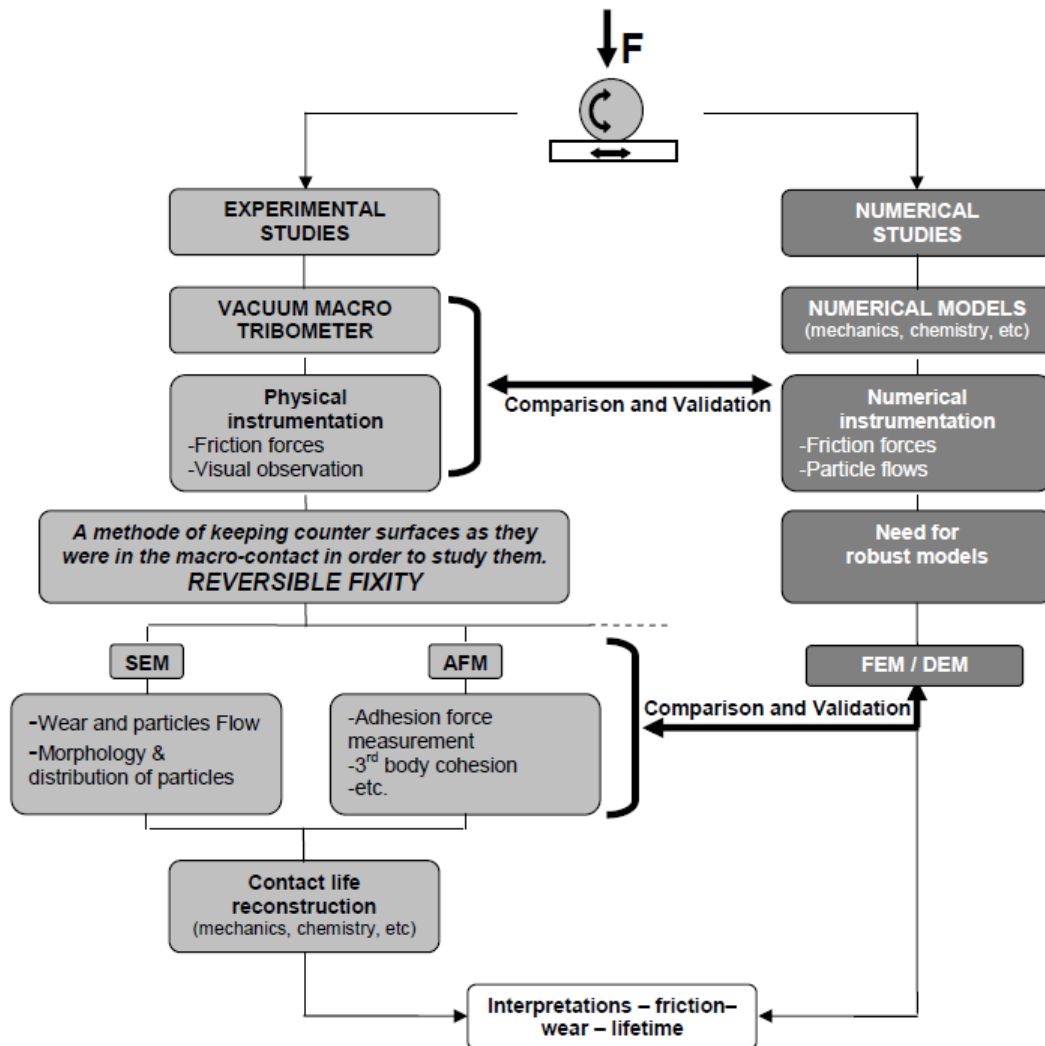 F
EXPERIMENTAL
STUDIES
NUMERICAL
STUDIES
VACUUM MACRO
TRIBOMETER
NUMERICAL MODELS
(mechanics, chemistry, etc)
Physical
instrumentation
-Friction forces
-Visual observation
Comparison and Validation
Numerical
instrumentation
-Friction forces
-Particle flows
A methode of keeping counter surfaces as they
were in the macro-contact in order to study them.
REVERSIBLE FIXITY
Need for
robust models
SEM
AFM
FEM / DEM
-Wear and particles Flow
-Morphology &
distribution of particles
-Adhesion force
measurement
-3rd body cohesion
-etc.
Comparison and Validation
Contact life
reconstruction
(mechanics, chemistry, etc)
Interpretations – friction–
wear – lifetime